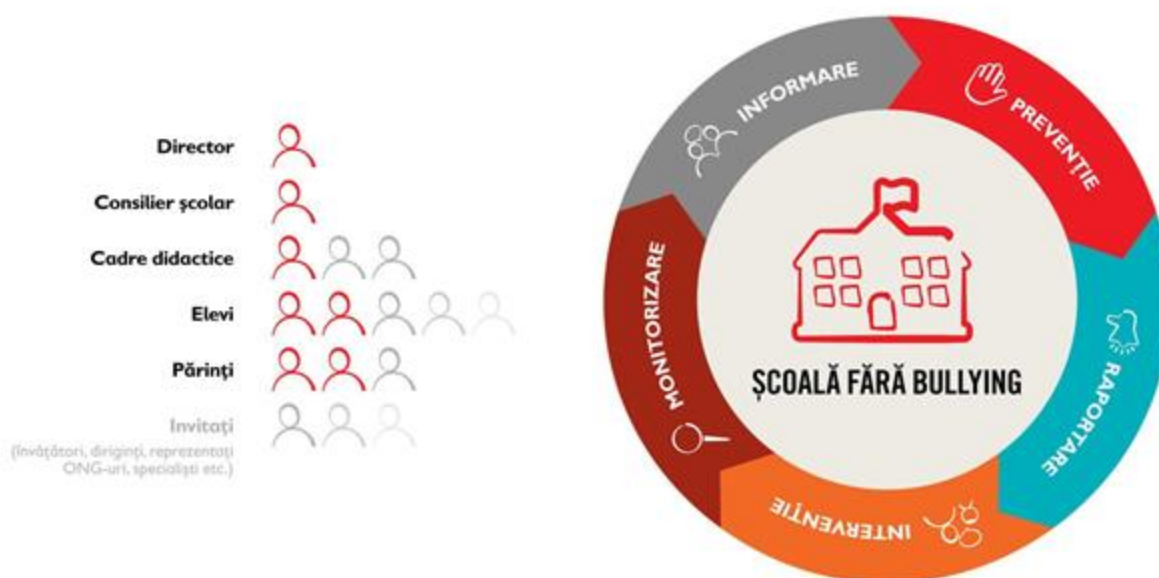 Director
Consilier școlar
Cadre didactice
Elevi
Părinți
Invitați
(învățători, diriginți, reprezentați
ONG-uri, specialiști etc.)
INFORMARE
PREVENȚIE
RAPORTARE
INTERVENȚIE
MONITORIZARE
ȘCOALĂ FĂRĂ BULLYING